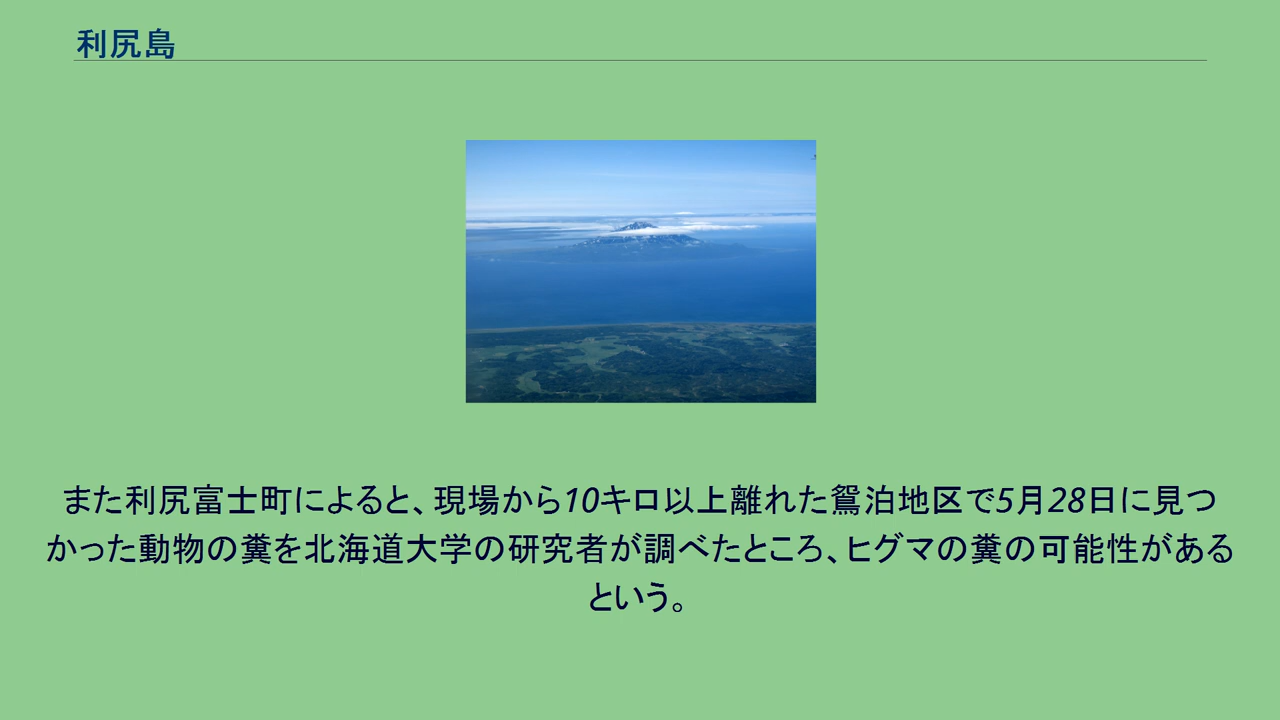 利尻島
また利尻富士町によると、現場から10キロ以上離れた鴛泊地区で5月28日に見つ
かった動物の糞を北海道大学の研究者が調べたところ、ヒグマの糞の可能性がある
という。